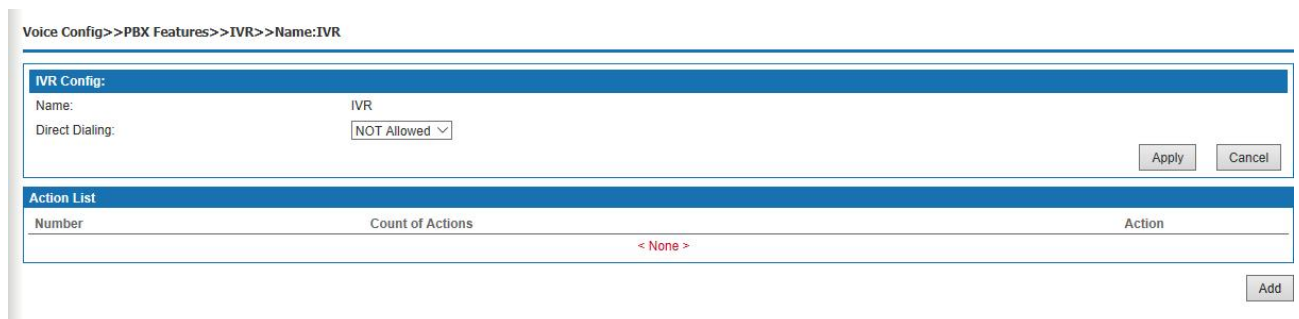 Voice Config>>PBX Features>>IVR>>Name:IVR
IVR Config:
Name: IVR
Direct Dialing: NOT Allowed
Apply Cancel
Action List
Number Count of Actions Action
< None >
Add